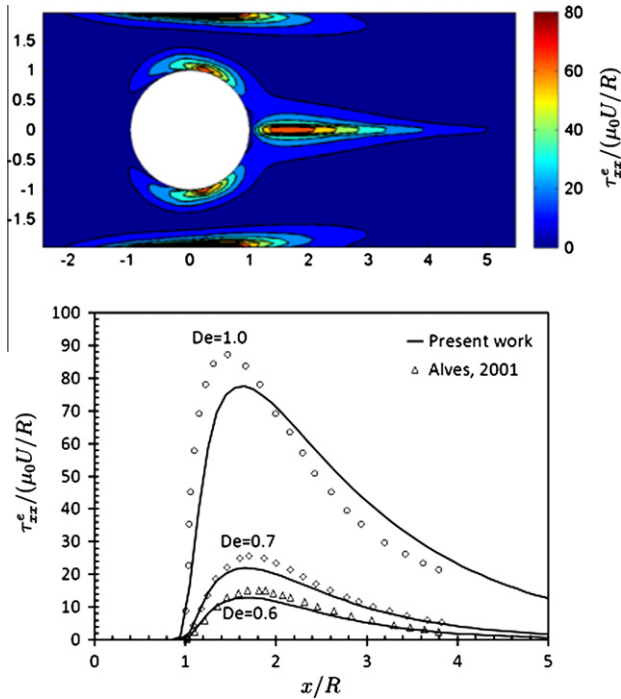 1.5
1
0.5
0
-0.5
-1
-1.5
-2 -1 0 1 2 3 4 5
80
60
40
20
0
τᵉₓₓ/(μ₀U/R)
100
90
80
70
60
50
40
30
20
10
0
τᵉₓₓ/(μ₀U/R)
De=1.0
De=0.7
De=0.6
Present work
Alves, 2001
0 1 2 3 4 5
x/R